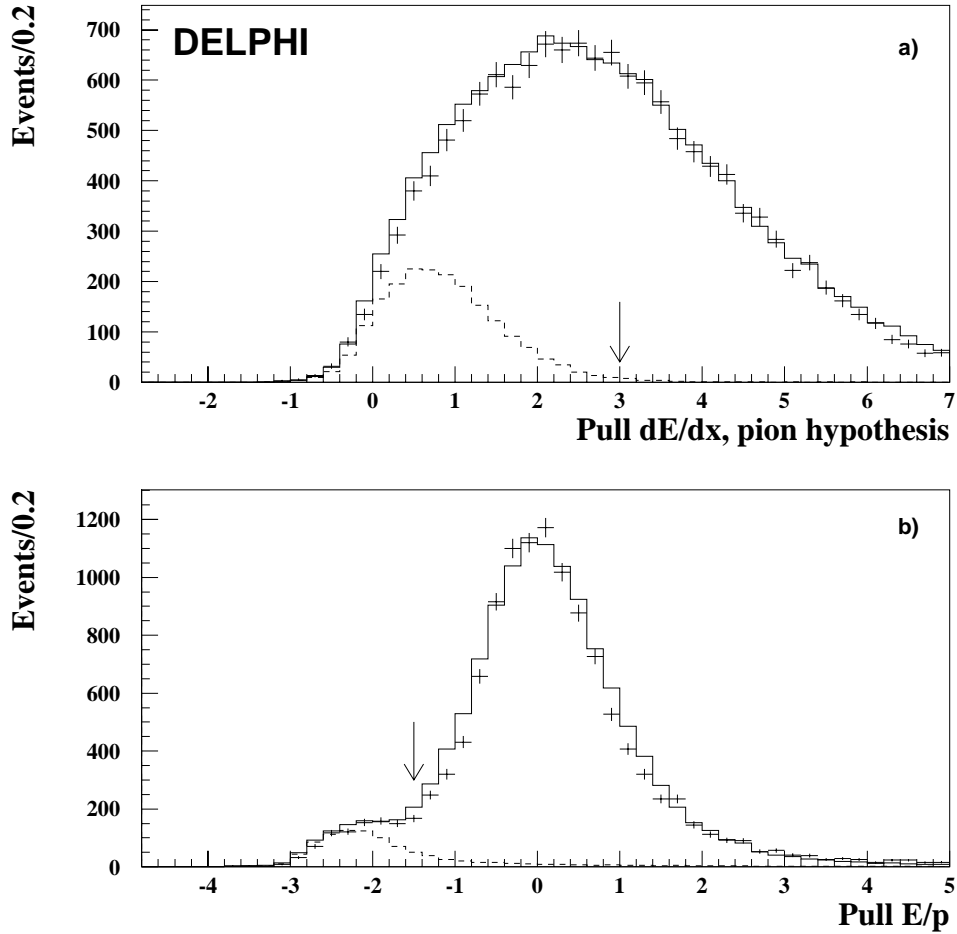 DELPHI
a)
Events/0.2
700
600
500
400
300
200
100
0
-2 -1 0 1 2 3 4 5 6 7
Pull dE/dx, pion hypothesis
b)
Events/0.2
1200
1000
800
600
400
200
0
-4 -3 -2 -1 0 1 2 3 4 5
Pull E/p